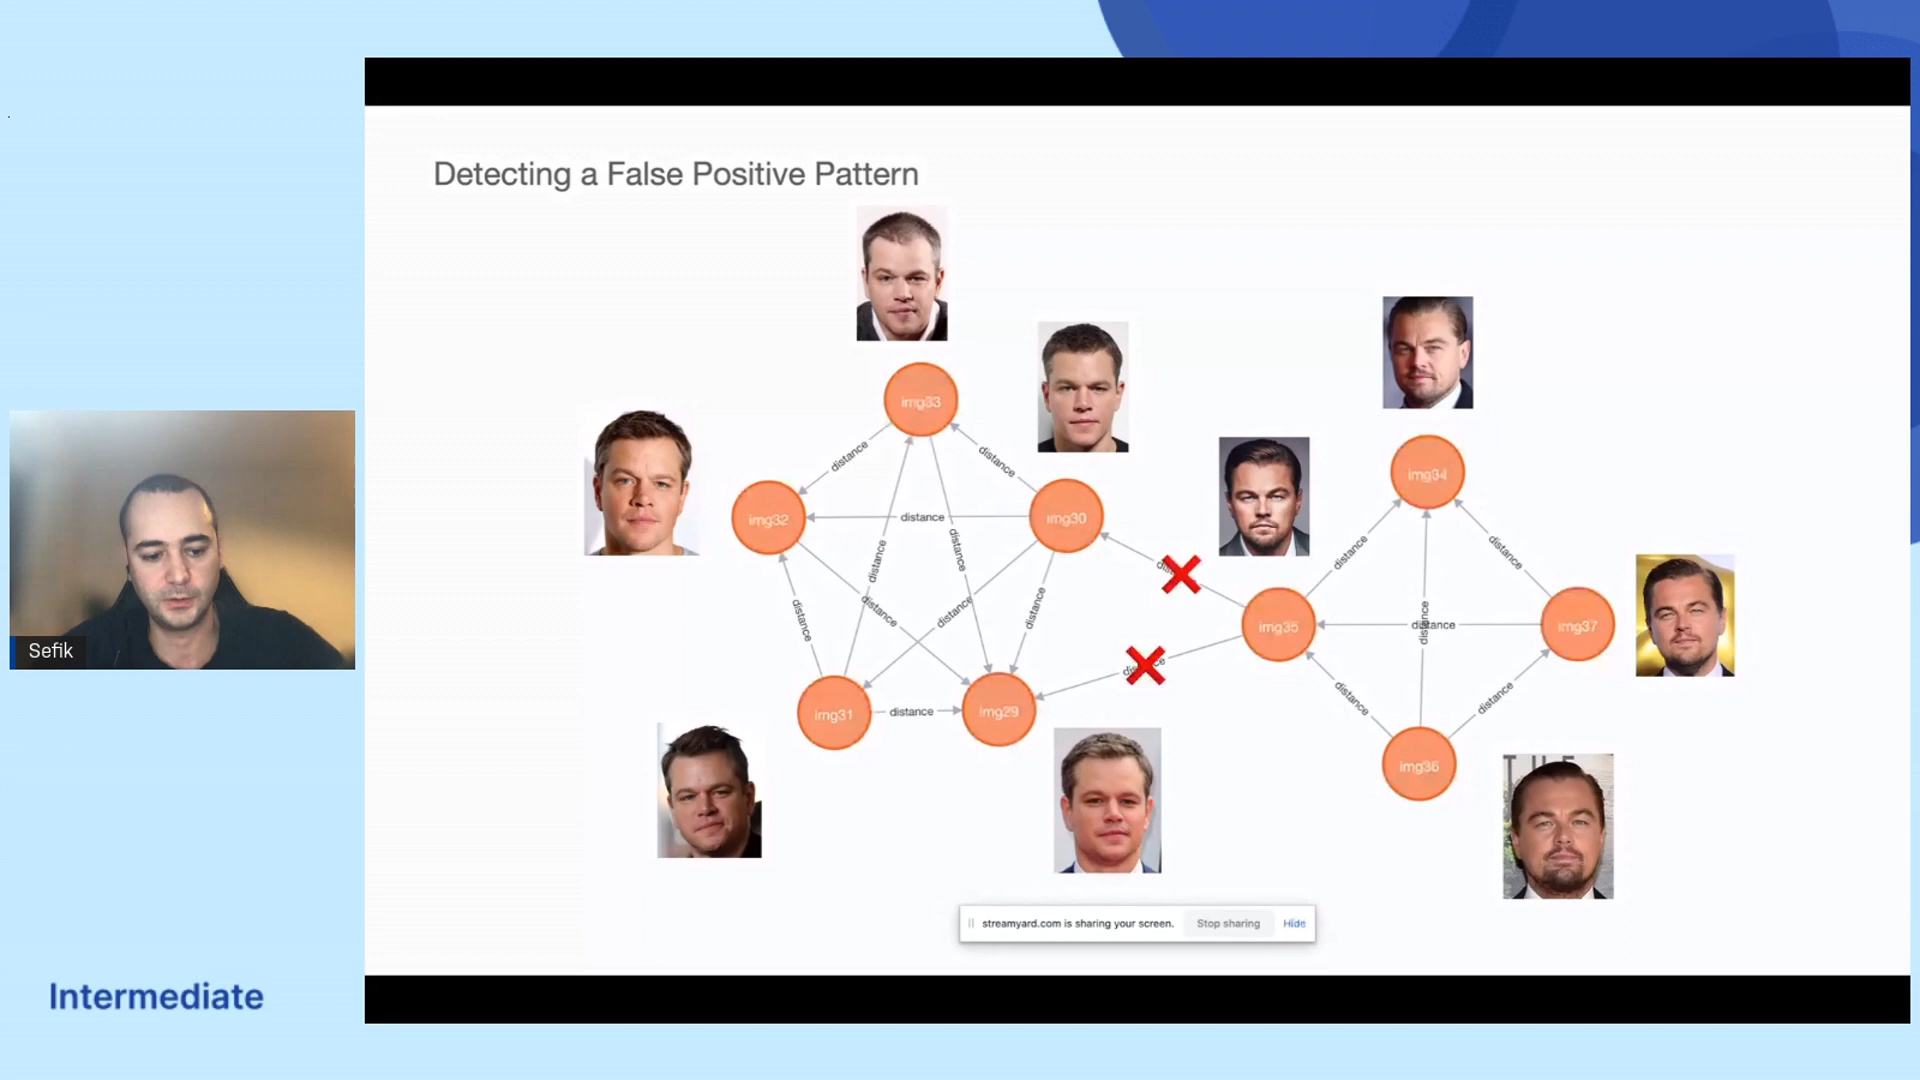 Detecting a False Positive Pattern
img33
img34
distance
distance
img32
distance
img30
distance
distance
distance
distance
distance
distance
distance
distance
img35
distance
distance
img37
distance
img31
distance
img29
distance
distance
img36
streamyard.com is sharing your screen. Stop sharing Hide
Sefik
Intermediate